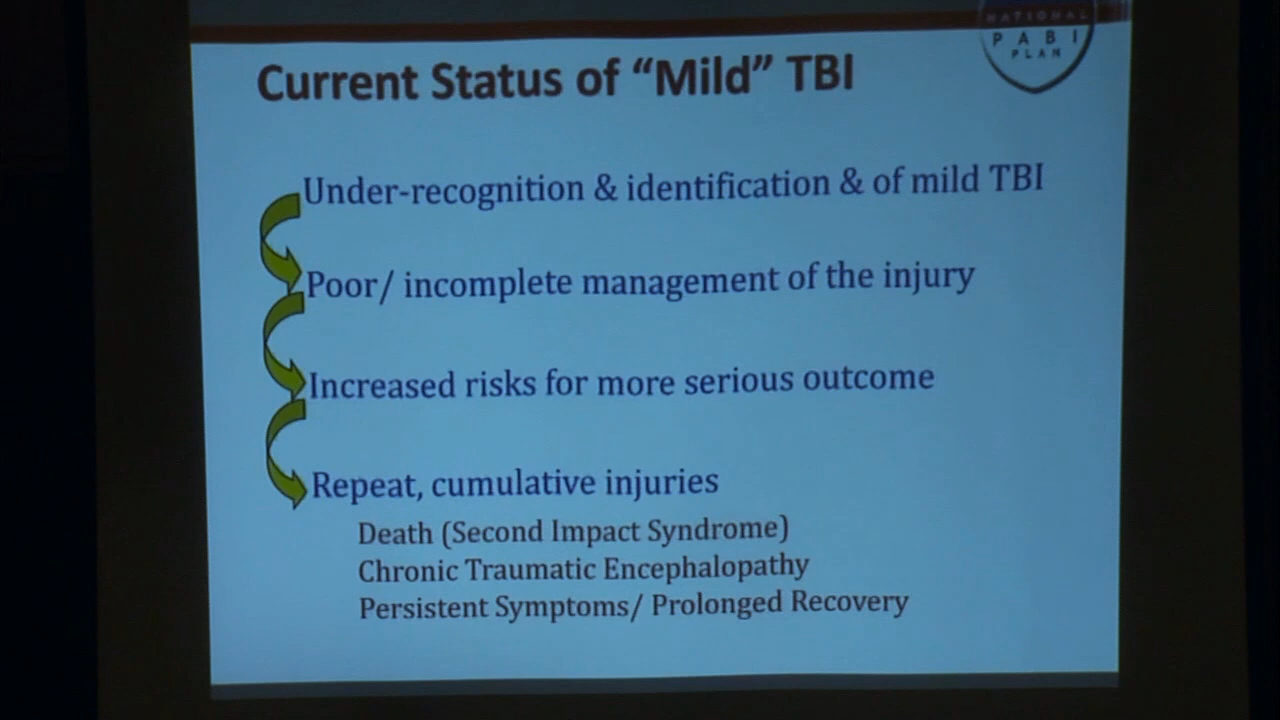 NATIONAL
PABI
PLAN
Current Status of “Mild” TBI
Under-recognition & identification & of mild TBI
Poor/ incomplete management of the injury
Increased risks for more serious outcome
Repeat, cumulative injuries
Death (Second Impact Syndrome)
Chronic Traumatic Encephalopathy
Persistent Symptoms/ Prolonged Recovery